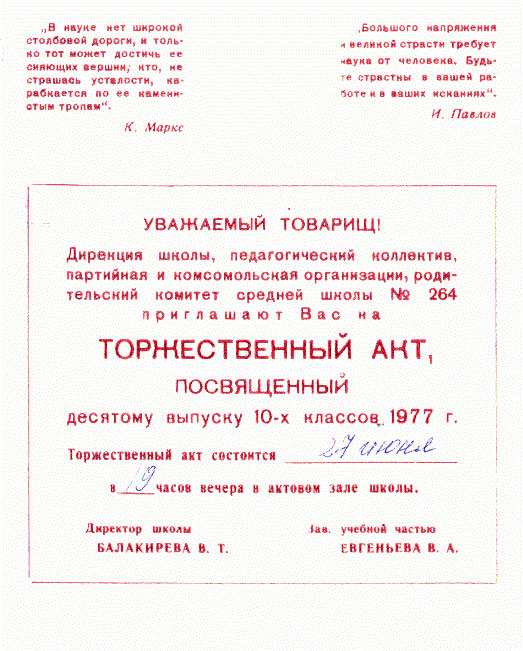 „В науке нет широкой
столбовой дороги, и толь-
ко тот может достичь ее
сияющих вершин, кто, не
страшась усталости, ка-
рабкается по ее камени-
стым тропам“.
К. Маркс
„Большого напряжения
и великой страсти требует
наука от человека. Будь-
те страстны в вашей ра-
боте и в ваших исканиях“.
И. Павлов
УВАЖАЕМЫЙ ТОВАРИЩ!
Дирекция школы, педагогический коллектив,
партийная и комсомольская организации, роди-
тельский комитет средней школы № 264
приглашают Вас на
ТОРЖЕСТВЕННЫЙ АКТ,
ПОСВЯЩЕННЫЙ
десятому выпуску 10-х классов 1977 г.
Торжественный акт состоится 27 июня
в 19 часов вечера в актовом зале школы.
Директор школы
БАЛАКИРЕВА В. Т.
Зав. учебной частью
ЕВГЕНЬЕВА В. А.